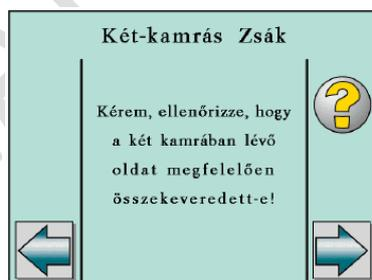 Két-kamrás Zsák
Kérem, ellenőrizze, hogy
a két kamrában lévő
oldat megfelelően
összekeveredett-e!
?